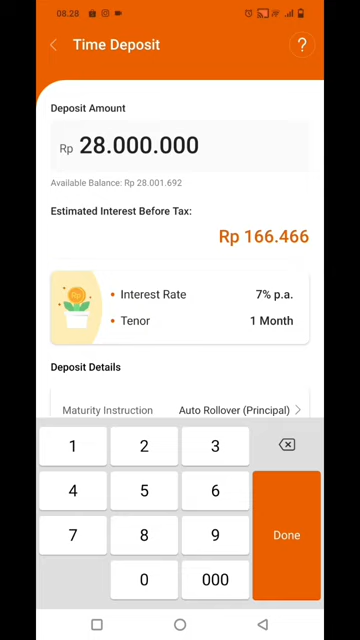 08.28
Time Deposit
?
Deposit Amount
Rp 28.000.000
Available Balance: Rp 28.001.692
Estimated Interest Before Tax:
Rp 166.466
Rp
• Interest Rate 7% p.a.
• Tenor 1 Month
Deposit Details
Maturity Instruction Auto Rollover (Principal)
1 2 3
4 5 6
7 8 9
Done
0 000